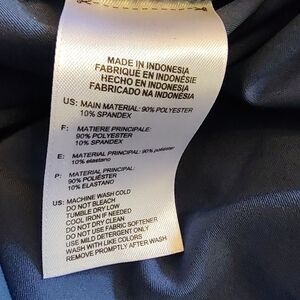 MADE IN INDONESIA
FABRIQUÉ EN INDONÉSIE
HECHO EN INDONESIA
FABRICADO NA INDONÉSIA
US: MAIN MATERIAL: 90% POLYESTER
10% SPANDEX
F: MATIERE PRINCIPALE:
90% POLYESTER
10% SPANDEX
E: MATERIAL PRINCIPAL: 90% poliéster
10% elastano
P: MATERIAL PRINCIPAL:
90% POLIÉSTER
10% ELASTANO
US: MACHINE WASH COLD
DO NOT BLEACH
TUMBLE DRY LOW
COOL IRON IF NEEDED
DO NOT DRY CLEAN
DO NOT USE FABRIC SOFTENER
USE MILD DETERGENT ONLY
WASH WITH LIKE COLORS
REMOVE PROMPTLY AFTER WASH